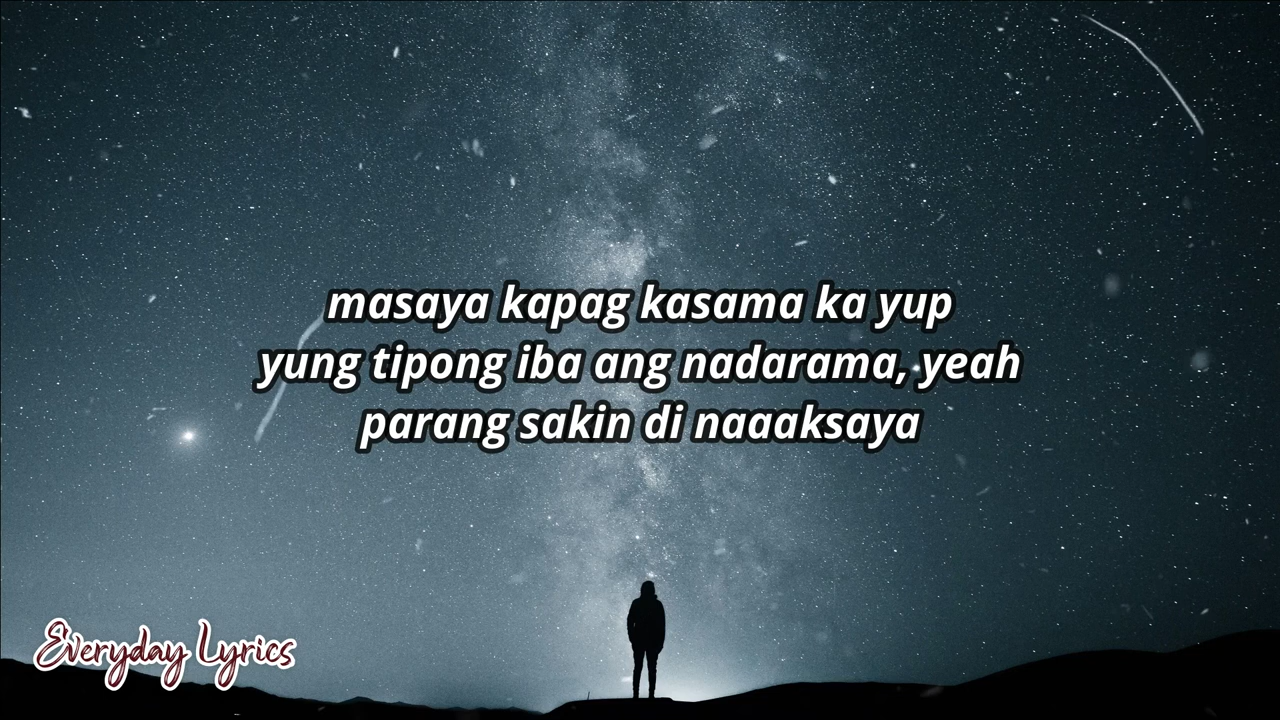 masaya kapag kasama ka yup
yung tipong iba ang nadarama, yeah
parang sakin di naaaksaya
Everyday Lyrics